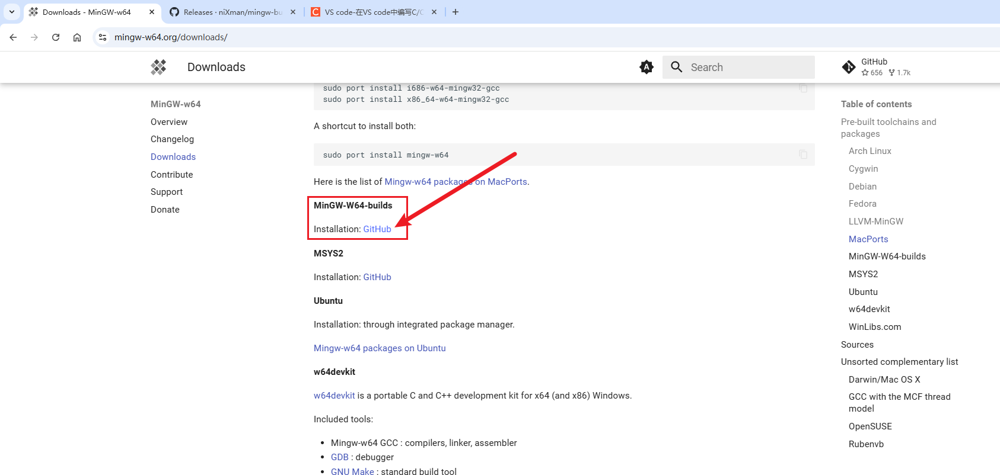 Downloads - MinGW-w64
Releases · niXman/mingw-bu
VS code-在VS code中编写C/C
mingw-w64.org/downloads/
Downloads
Search
GitHub
656 1.7k
MinGW-w64
Overview
Changelog
Downloads
Contribute
Support
Donate
sudo port install i686-w64-mingw32-gcc
sudo port install x86_64-w64-mingw32-gcc
A shortcut to install both:
sudo port install mingw-w64
Here is the list of Mingw-w64 packages on MacPorts.
MinGW-W64-builds
Installation: GitHub
MSYS2
Installation: GitHub
Ubuntu
Installation: through integrated package manager.
Mingw-w64 packages on Ubuntu
w64devkit
w64devkit is a portable C and C++ development kit for x64 (and x86) Windows.
Included tools:
• Mingw-w64 GCC : compilers, linker, assembler
• GDB : debugger
• GNU Make : standard build tool
Table of contents
Pre-built toolchains and
packages
Arch Linux
Cygwin
Debian
Fedora
LLVM-MinGW
MacPorts
MinGW-W64-builds
MSYS2
Ubuntu
w64devkit
WinLibs.com
Sources
Unsorted complementary list
Darwin/Mac OS X
GCC with the MCF thread
model
OpenSUSE
Rubenvb